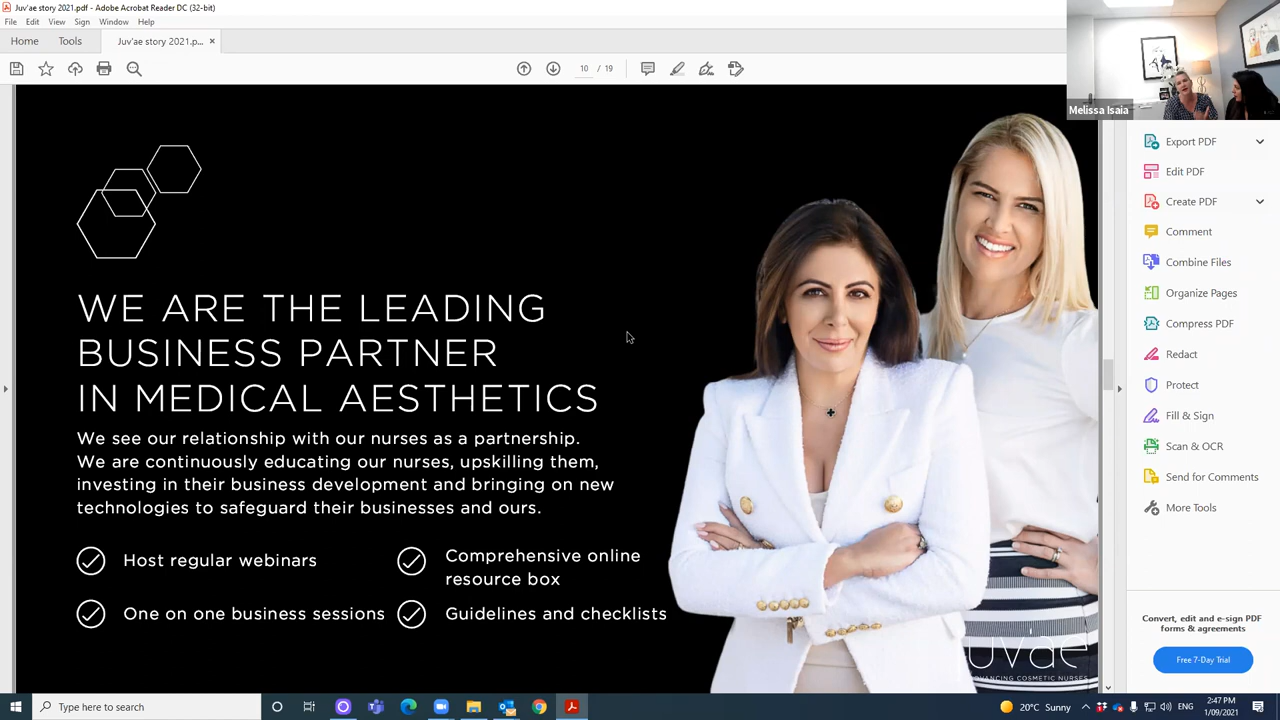 Juv'ae story 2021.pdf - Adobe Acrobat Reader DC (32-bit)
File Edit View Sign Window Help
Home Tools Juv'ae story 2021.p... ×
10 / 19
Melissa Isaia
WE ARE THE LEADING
BUSINESS PARTNER
IN MEDICAL AESTHETICS
We see our relationship with our nurses as a partnership.
We are continuously educating our nurses, upskilling them,
investing in their business development and bringing on new
technologies to safeguard their businesses and ours.
Host regular webinars
Comprehensive online
resource box
One on one business sessions
Guidelines and checklists
uvae
ADVANCING COSMETIC NURSES
Export PDF
Edit PDF
Create PDF
Comment
Combine Files
Organize Pages
Compress PDF
Redact
Protect
Fill & Sign
Scan & OCR
Send for Comments
More Tools
Convert, edit and e-sign PDF
forms & agreements
Free 7-Day Trial
Type here to search
20°C Sunny
2:47 PM
1/09/2021